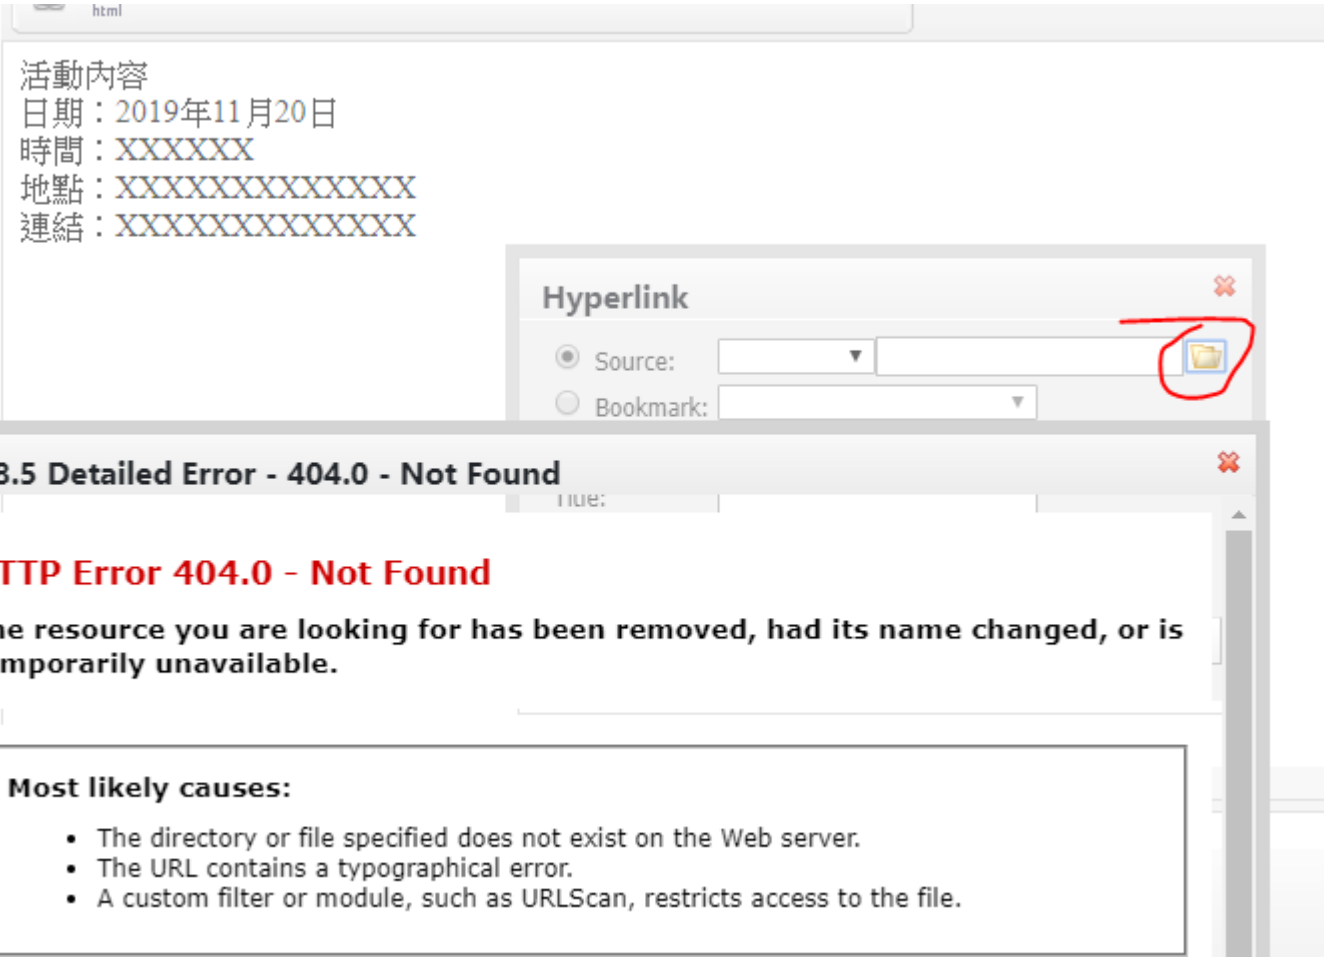 html
活動內容
日期：2019年11月20日
時間：XXXXXX
地點：XXXXXXXXXXXXX
連結：XXXXXXXXXXXXX
Hyperlink
Source:
Bookmark:
3.5 Detailed Error - 404.0 - Not Found
Title:
TTP Error 404.0 - Not Found
he resource you are looking for has been removed, had its name changed, or is
mporarily unavailable.
Most likely causes:
• The directory or file specified does not exist on the Web server.
• The URL contains a typographical error.
• A custom filter or module, such as URLScan, restricts access to the file.